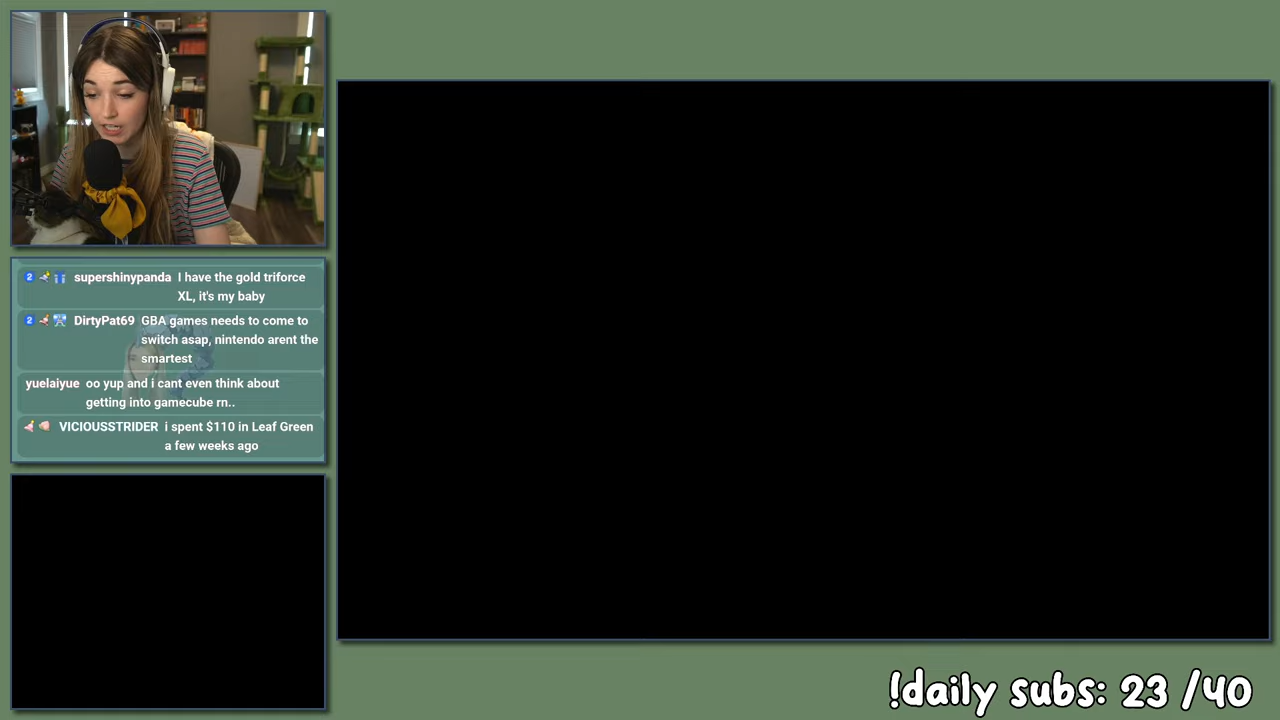 2 supershinypanda I have the gold triforce
XL, it's my baby
2 DirtyPat69 GBA games needs to come to
switch asap, nintendo arent the
smartest
yuelaiyue oo yup and i cant even think about
getting into gamecube rn..
VICIOUSSTRIDER i spent $110 in Leaf Green
a few weeks ago
!daily subs: 23 /40